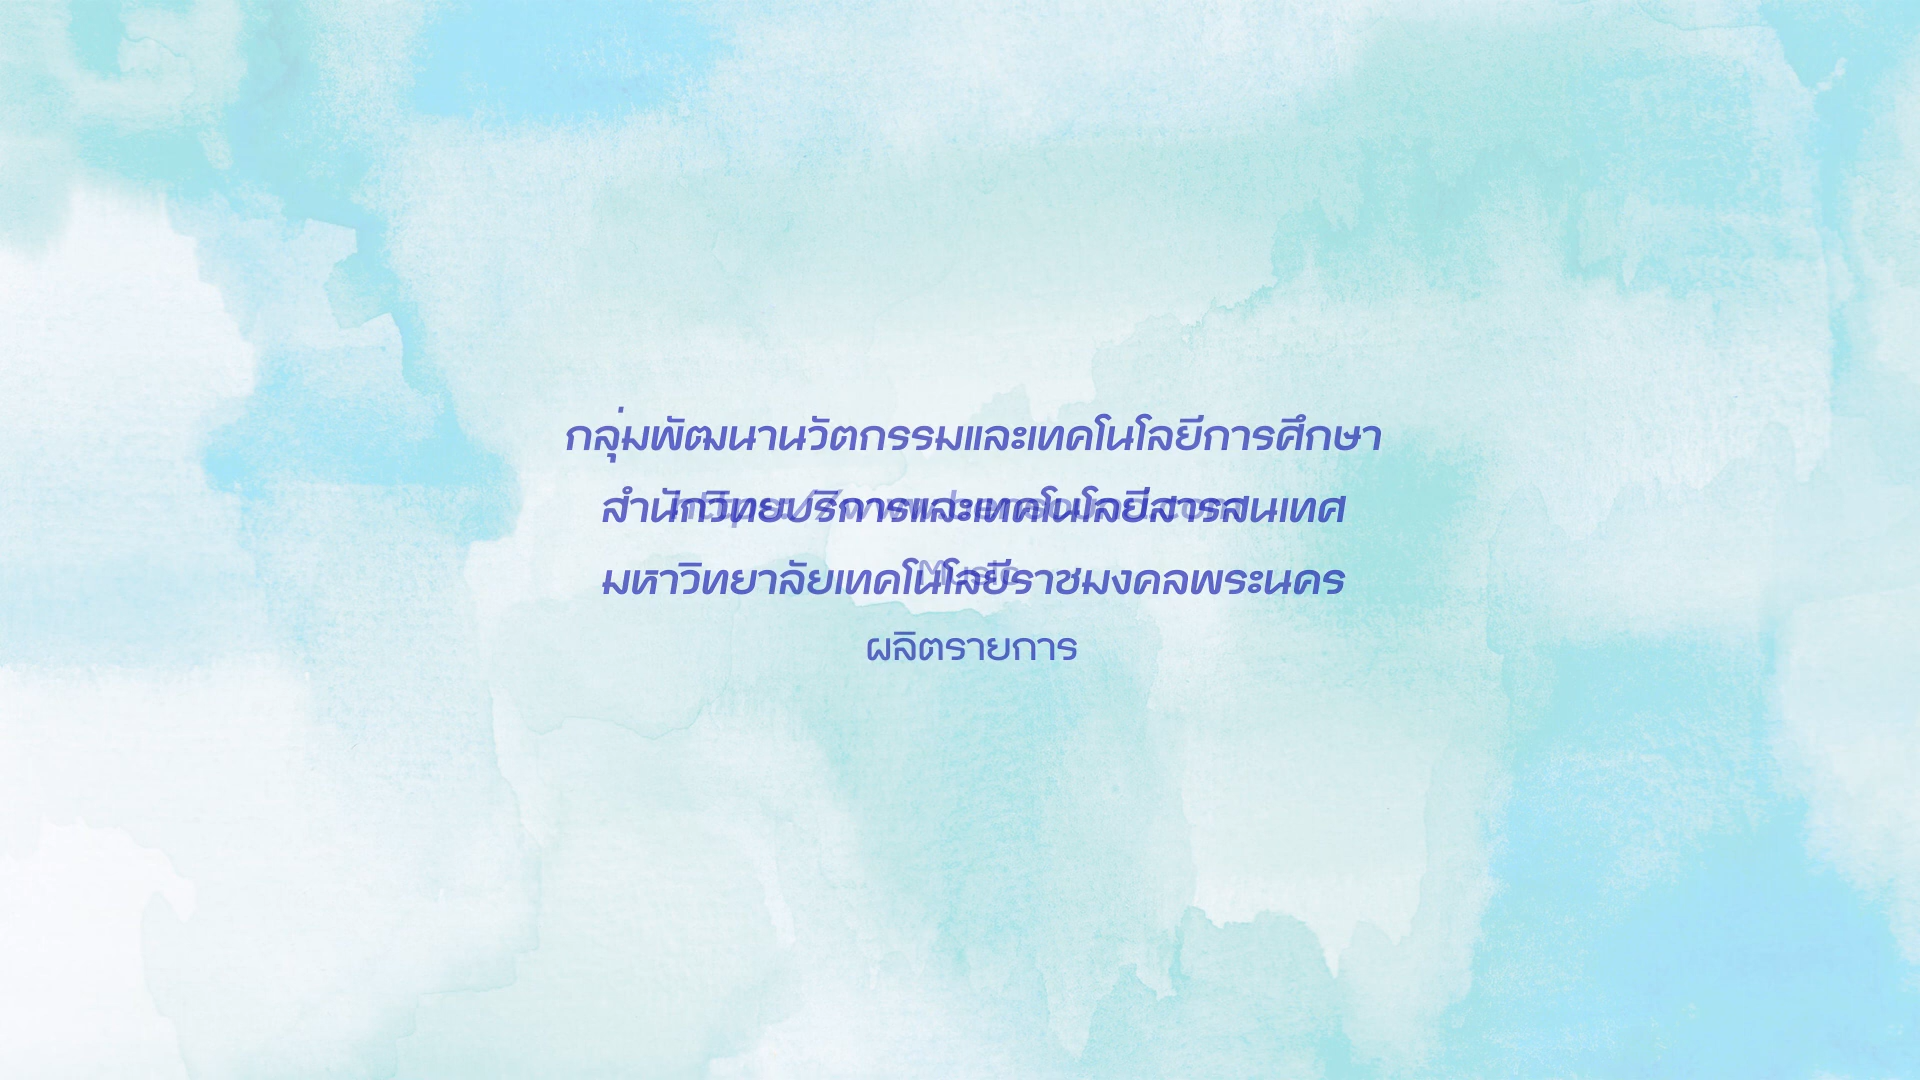 กลุ่มพัฒนานวัตกรรมและเทคโนโลยีการศึกษา
สำนักวิทยบริการและเทคโนโลยีสารสนเทศ
https://www.bensound.com
มหาวิทยาลัยเทคโนโลยีราชมงคลพระนคร
Music
ผลิตรายการ